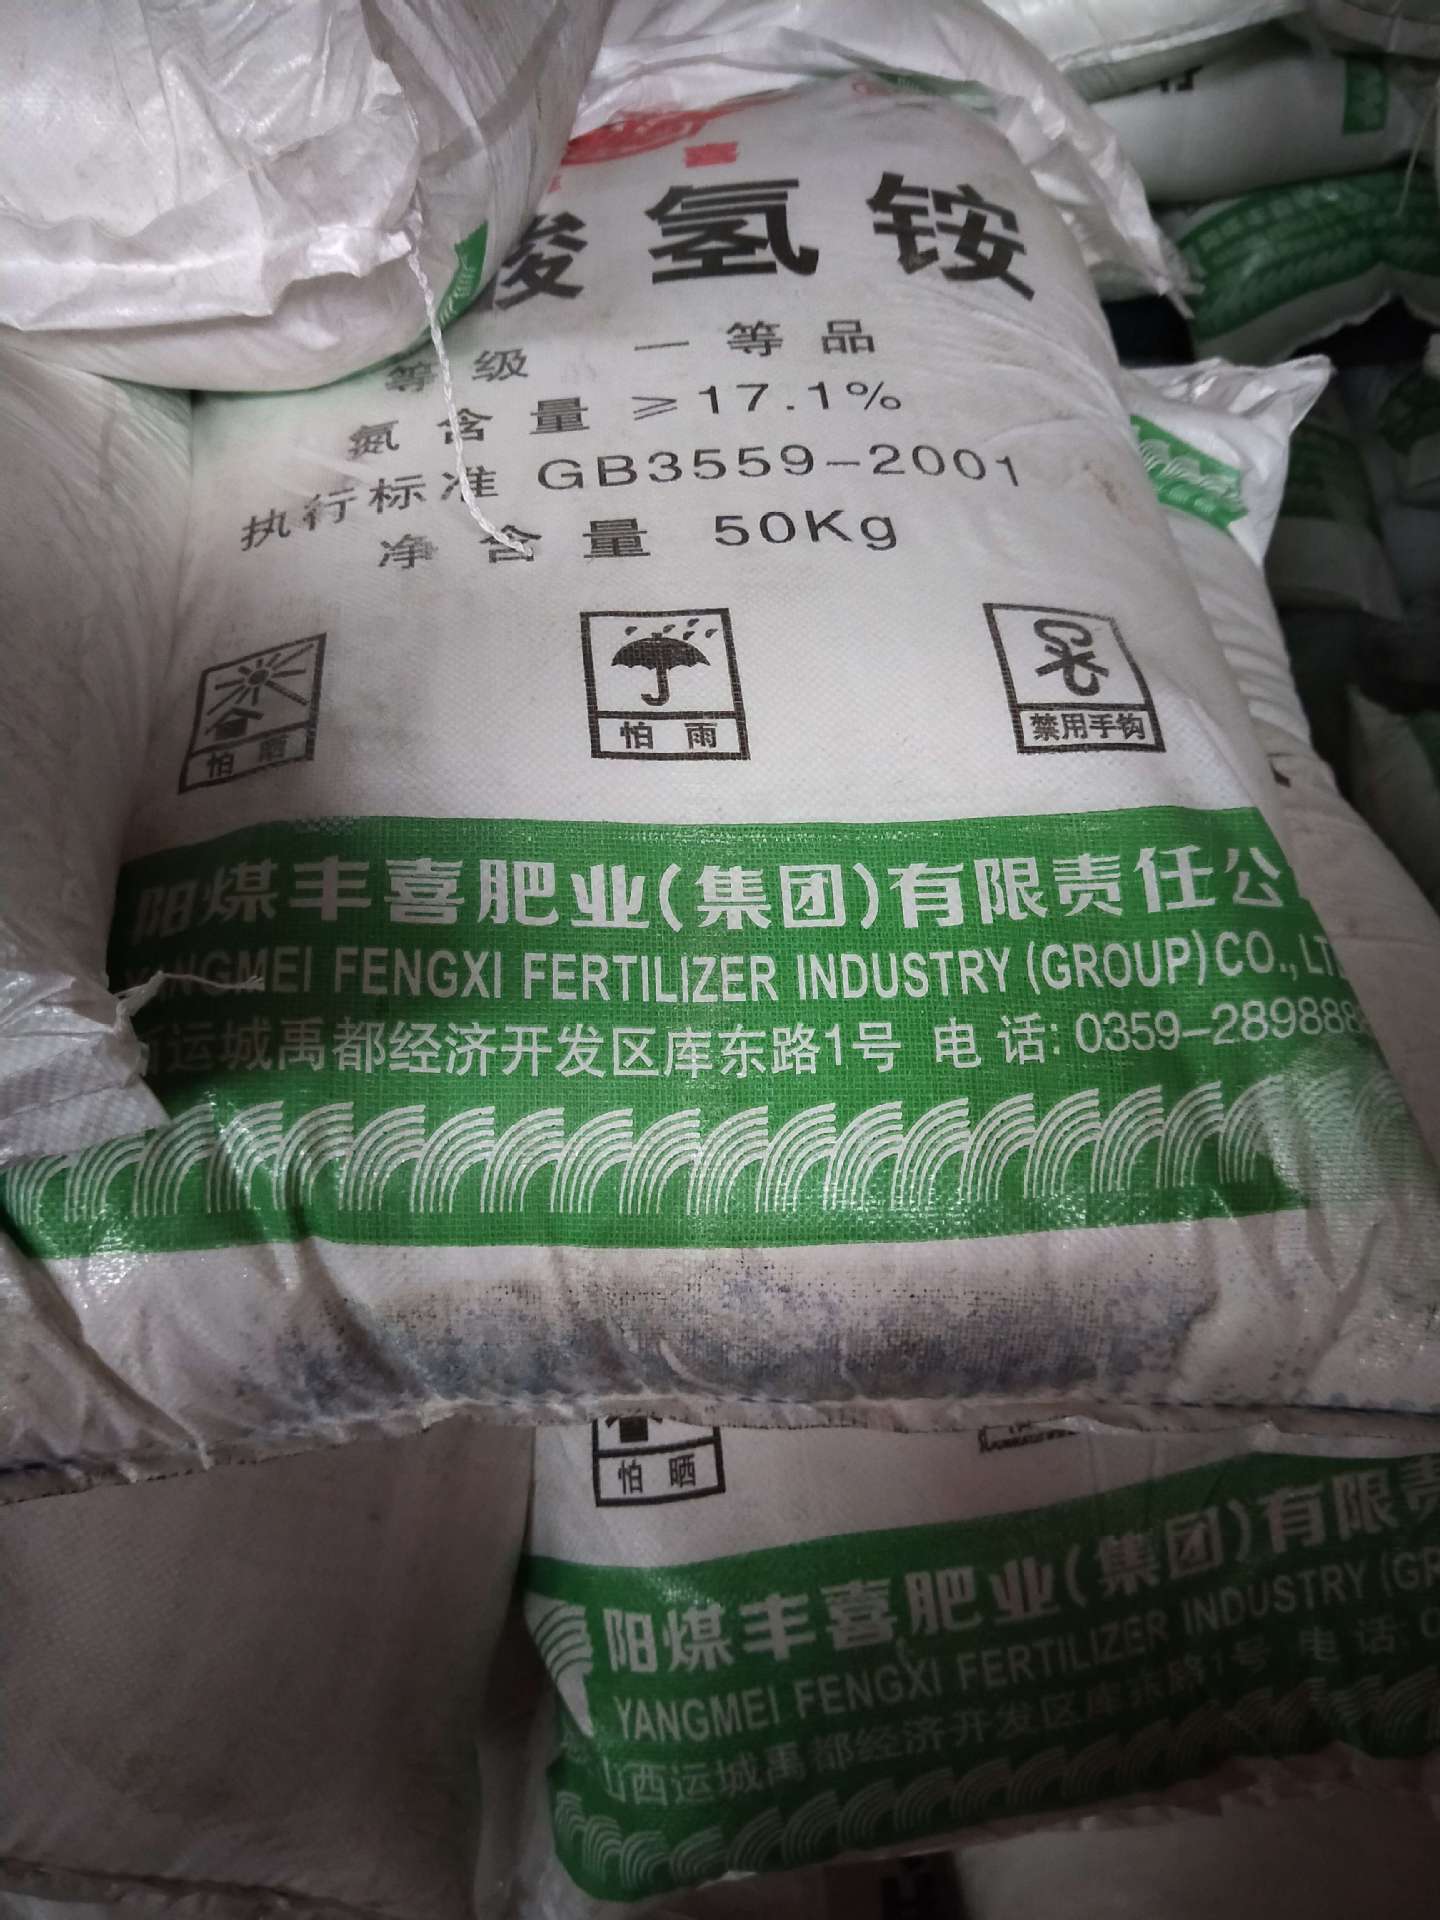 酸氢铵
等级 一等品
氮含量 ≥17.1%
执行标准 GB3559-2001
净含量 50Kg
怕晒
怕雨
禁用手钩
阳煤丰喜肥业(集团)有限责任公
YANGMEI FENGXI FERTILIZER INDUSTRY (GROUP) CO., LT
西运城禹都经济开发区库东路1号 电话: 0359-289888
怕晒
阳煤丰喜肥业(集团)有限责
YANGMEI FENGXI FERTILIZER INDUSTRY (GR
山西运城禹都经济开发区库东路1号 电话: 0